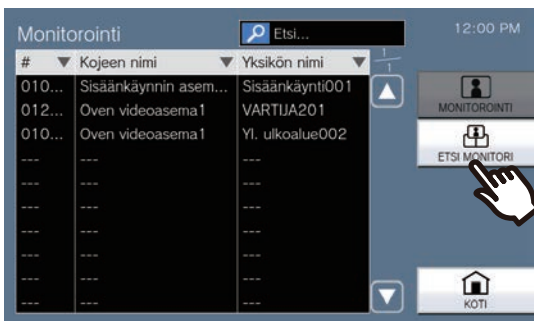 Monitorointi
Etsi...
12:00 PM
# Kojeen nimi Yksikön nimi
1/1
010... Sisäänkäynnin asem... Sisäänkäynti001
012... Oven videoasema1 VARTIJA201
010... Oven videoasema1 Yl. ulkoalue002
--- --- ---
--- --- ---
--- --- ---
--- --- ---
--- --- ---
--- --- ---
MONITOROINTI
ETSI MONITORI
KOTI